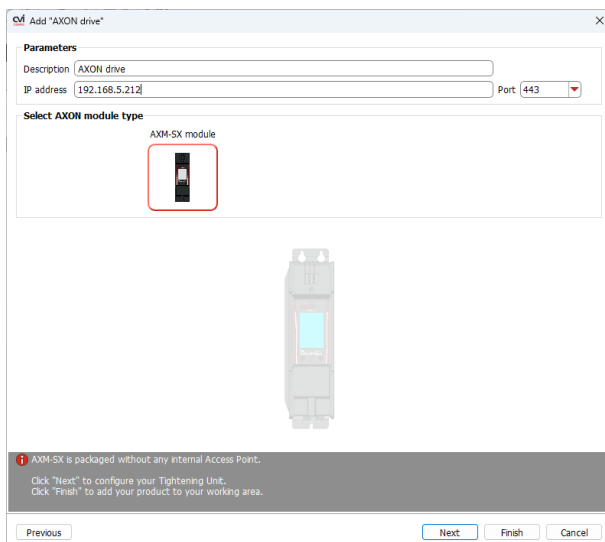 cvi
Add "AXON drive"
Parameters
Description AXON drive
IP address 192.168.5.212 Port 443
Select AXON module type
AXM-SX module
AXM-SX is packaged without any internal Access Point.
Click "Next" to configure your Tightening Unit.
Click "Finish" to add your product to your working area.
Previous Next Finish Cancel